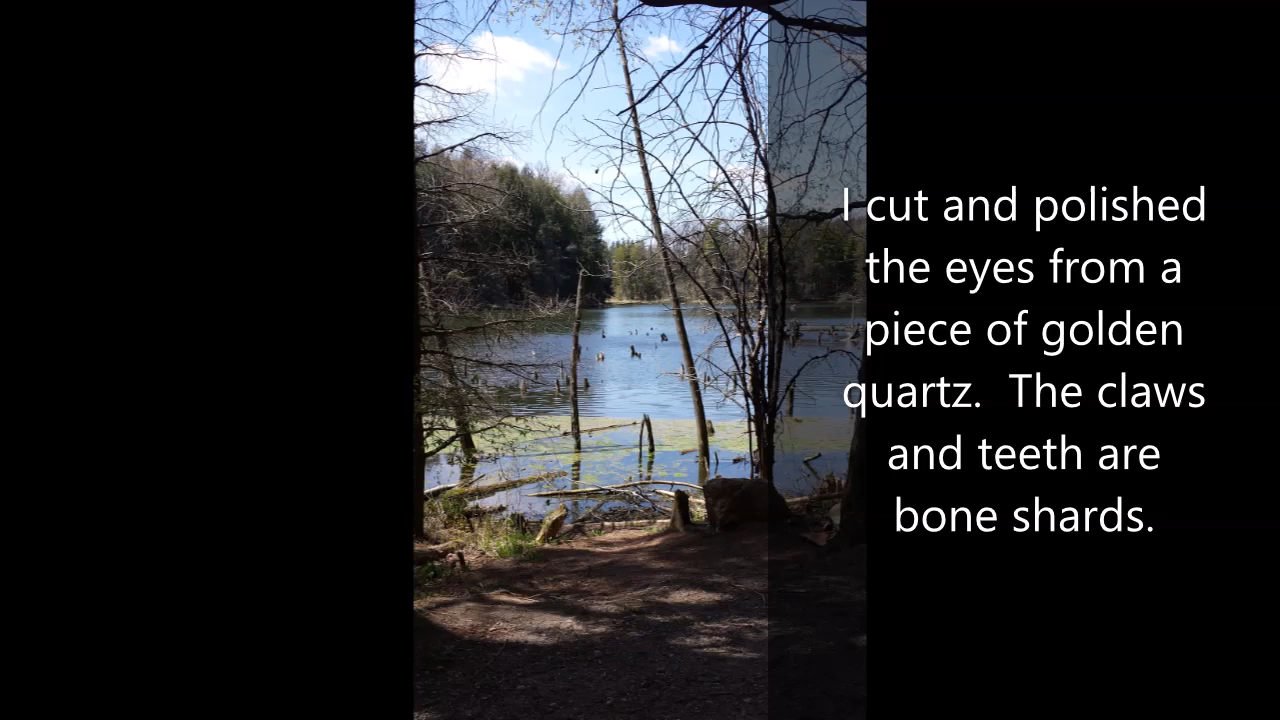 I cut and polished
the eyes from a
piece of golden
quartz.  The claws
and teeth are
bone shards.